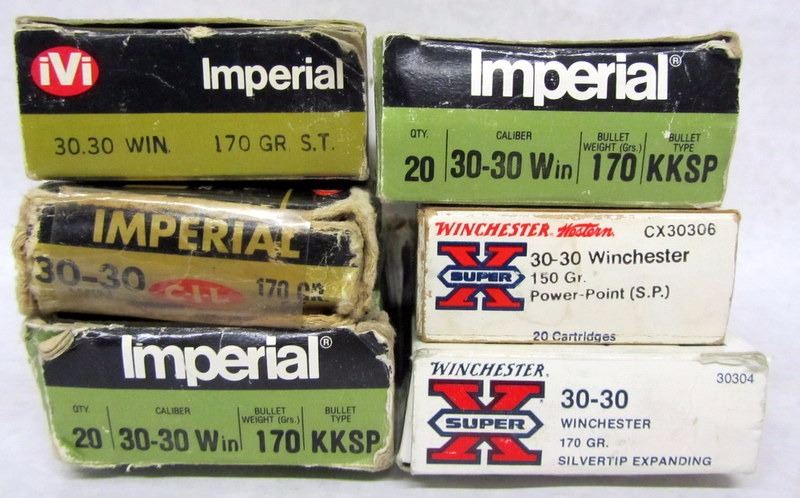 iVi
Imperial
30.30 WIN. 170 GR S.T.
IMPERIAL
30-30 C-I-L 170 GR.
Imperial®
QTY. CALIBER BULLET WEIGHT (Grs.) BULLET TYPE
20 30-30 Win 170 KKSP
Imperial®
QTY. CALIBER BULLET WEIGHT (Grs.) BULLET TYPE
20 30-30 Win 170 KKSP
WINCHESTER Western. CX30306
X SUPER
30-30 Winchester
150 Gr.
Power-Point (S.P.)
20 Cartridges
WINCHESTER. 30304
X SUPER
30-30
WINCHESTER
170 GR.
SILVERTIP EXPANDING